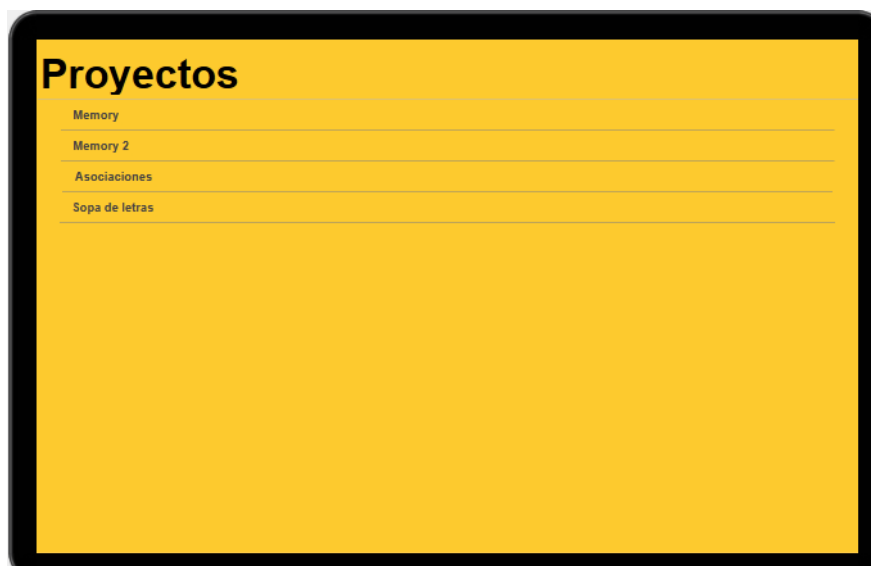 Proyectos
Memory
Memory 2
Asociaciones
Sopa de letras